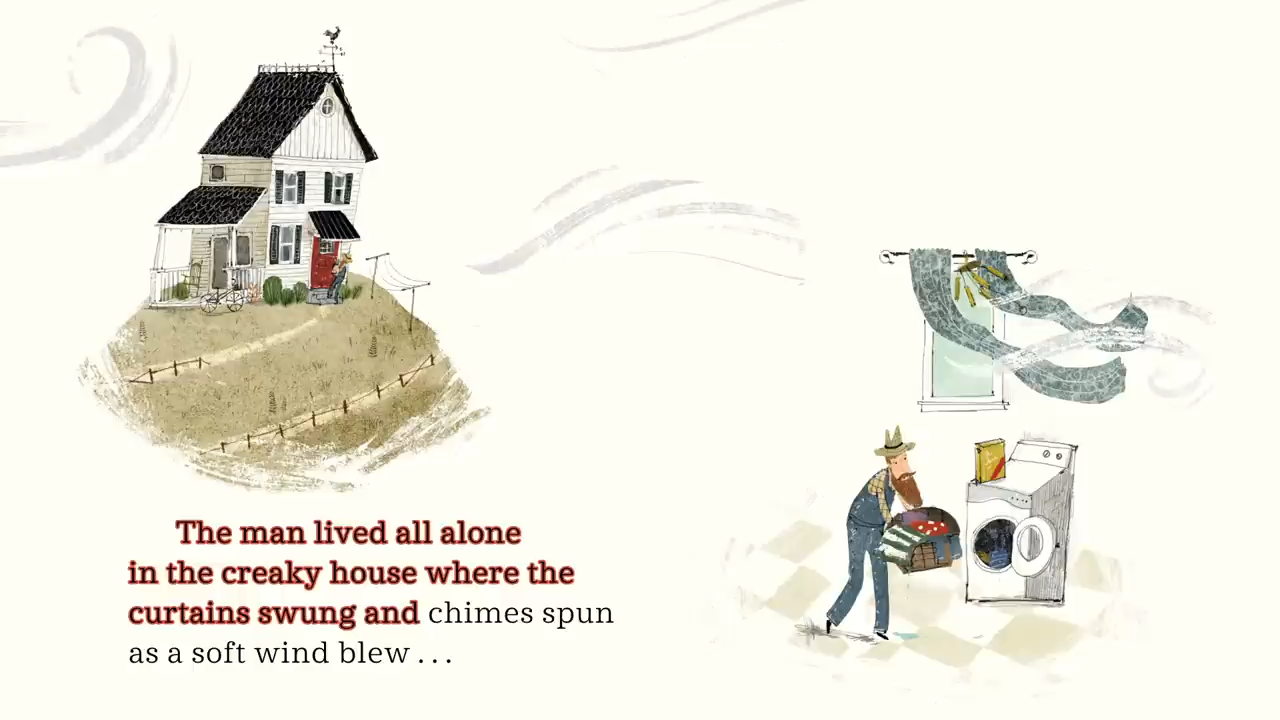 The man lived all alone
in the creaky house where the
curtains swung and chimes spun
as a soft wind blew . . .